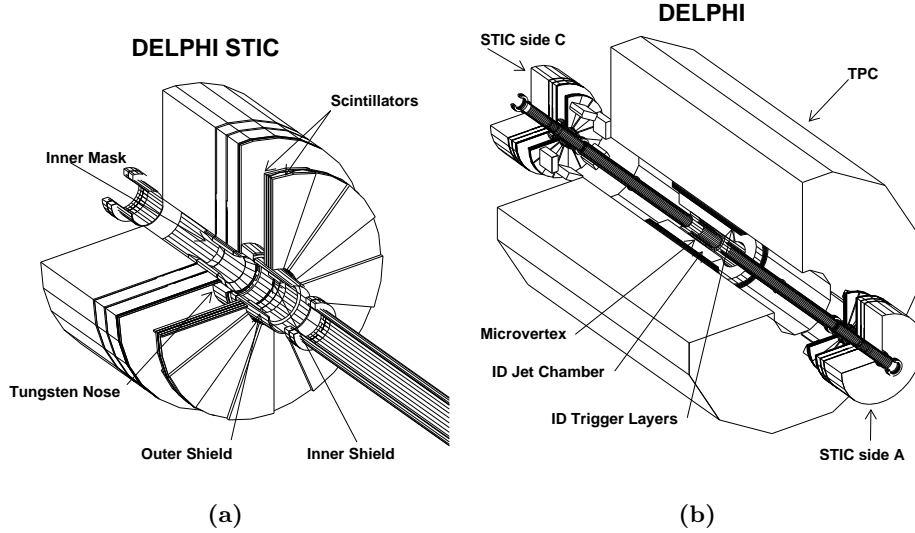 DELPHI STIC
Scintillators
Inner Mask
Tungsten Nose
Outer Shield
Inner Shield
(a)
DELPHI
STIC side C
TPC
Microvertex
ID Jet Chamber
ID Trigger Layers
STIC side A
(b)